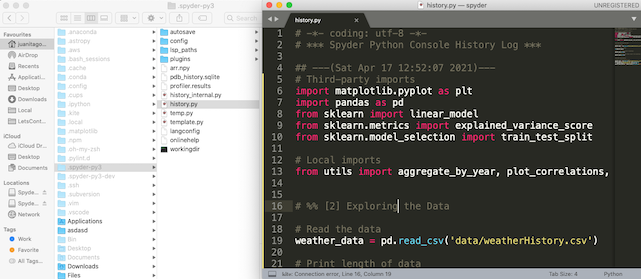 .spyder-py3
Favorites
juanitago...
AirDrop
Recents
Applicati...
Desktop
Downloads
Local
LetsCont...
iCloud
iCloud Dr...
Desktop
Documents
Locations
Spyde...
Spyde...
Tags
Work
Favorite
All Tags...
.anaconda
.astropy
.aws
.bash_sessions
.cache
.conda
.config
.cups
.ipython
.kite
.local
.matplotlib
.npm
.oh-my-zsh
.pylint.d
.spyder-py3
.spyder-py3-dev
.ssh
.subversion
.vim
.vscode
Applications
asdasd
Bin
Desktop
Documents
Downloads
Files
autosave
config
lsp_paths
plugins
arr.npy
pdb_history.sqlite
profiler.results
history_internal.py
history.py
temp.py
template.py
langconfig
onlinehelp
workingdir
history.py — spyder
UNREGISTERED
history.py
1 # -*- coding: utf-8 -*-
2 # *** Spyder Python Console History Log ***
3
4 ## ---(Sat Apr 17 12:52:07 2021)---
5 # Third-party imports
6 import matplotlib.pyplot as plt
7 import pandas as pd
8 from sklearn import linear_model
9 from sklearn.metrics import explained_variance_score
10 from sklearn.model_selection import train_test_split
11
12 # Local imports
13 from utils import aggregate_by_year, plot_correlations,
14
15
16 # %% [2] Exploring the Data
17
18 # Read the data
19 weather_data = pd.read_csv('data/weatherHistory.csv')
20
21 # Print length of data
kite: Connection error, Line 16, Column 19
Tab Size: 4
Python